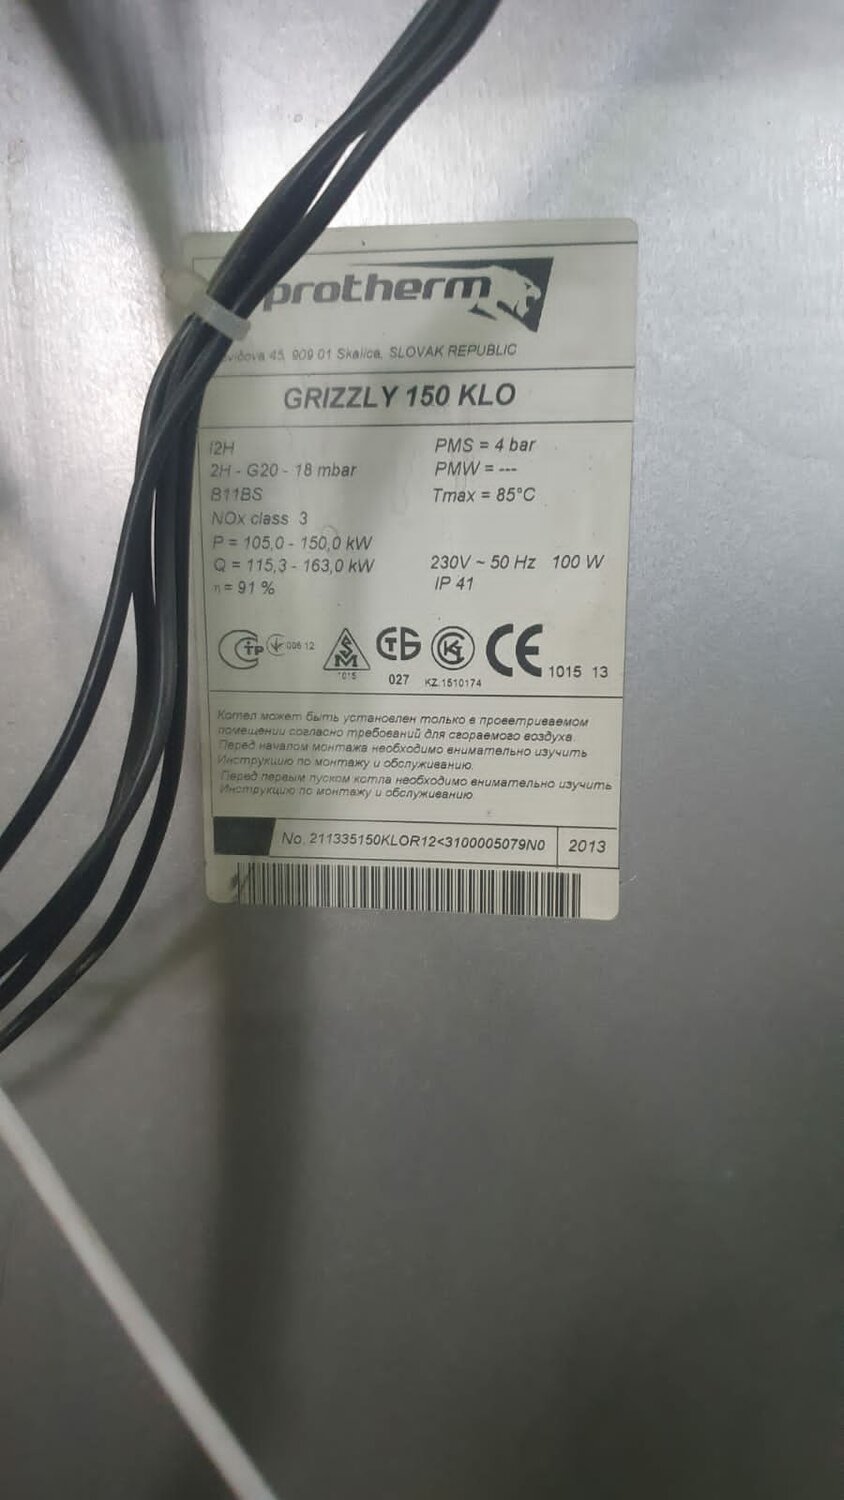 protherm
45, 909 01 Skalica, SLOVAK REPUBLIC
GRIZZLY 150 KLO
I2H
2H - G20 - 18 mbar
B11BS
NOx class 3
P = 105,0 - 150,0 kW
Q = 115,3 - 163,0 kW
η = 91 %
PMS = 4 bar
PMW = ---
Tmax = 85°C
230V ~ 50 Hz 100 W
IP 41
027
KZ.1510174
CE
1015 13
Котел может быть установлен только в проветриваемом
помещении согласно требований для сгораемого воздуха.
Перед началом монтажа необходимо внимательно изучить
Инструкцию по монтажу и обслуживанию.
Перед первым пуском котла необходимо внимательно изучить
Инструкцию по монтажу и обслуживанию.
No. 211335150KLOR12<3100005079N0
2013